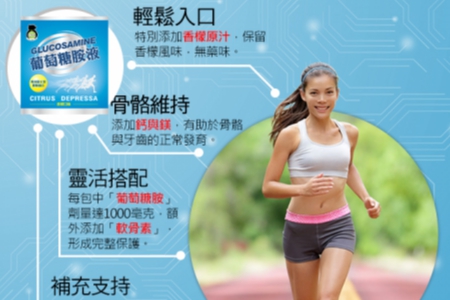 輕鬆入口
特別添加香檬原汁，保留
香檬風味，無藥味。
GLUCOSAMINE
葡萄糖胺液
CITRUS DEPRESSA
骨骼維持
添加鈣與鎂，有助於骨骼
與牙齒的正常發育。
靈活搭配
每包中「葡萄糖胺」
劑量達1000毫克，額
外添加「軟骨素」，
形成完整保護。
補充支持